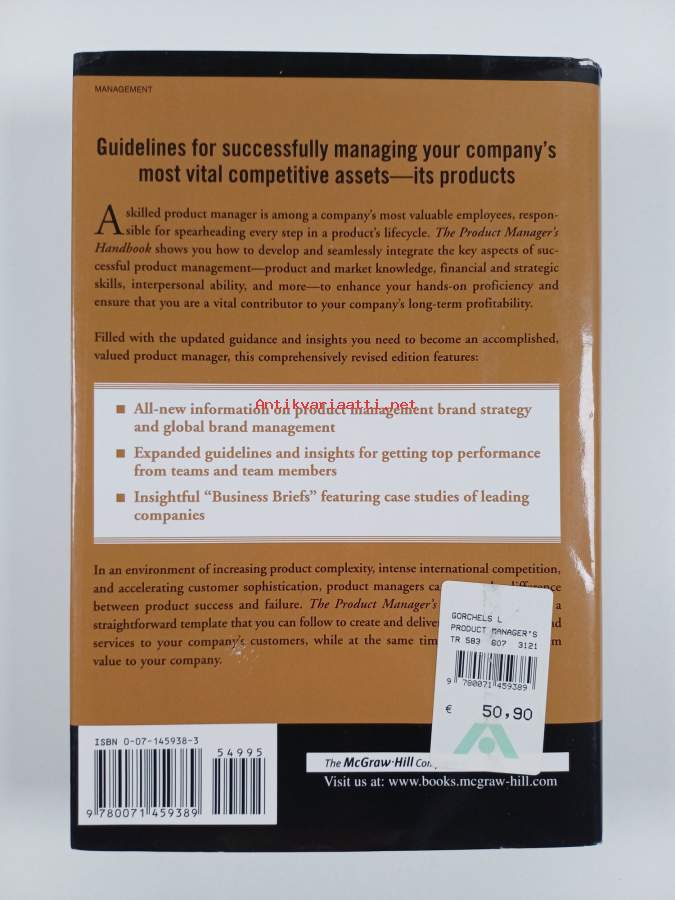 MANAGEMENT
Guidelines for successfully managing your company's
most vital competitive assets—its products
A skilled product manager is among a company's most valuable employees, respon-
sible for spearheading every step in a product's lifecycle. The Product Manager's
Handbook shows you how to develop and seamlessly integrate the key aspects of suc-
cessful product management—product and market knowledge, financial and strategic
skills, interpersonal ability, and more—to enhance your hands-on proficiency and
ensure that you are a vital contributor to your company's long-term profitability.
Filled with the updated guidance and insights you need to become an accomplished,
valued product manager, this comprehensively revised edition features:
■ All-new information on product management brand strategy
and global brand management
Antikvariaatti.net
■ Expanded guidelines and insights for getting top performance
from teams and team members
■ Insightful “Business Briefs” featuring case studies of leading
companies
In an environment of increasing product complexity, intense international competition,
and accelerating customer sophistication, product managers
between product success and failure. The Product Manager's a
straightforward template that you can follow to create and
services to your company's customers, while at the same
value to your company.
GORCHELS L
PRODUCT MANAGER'S
TR 583 607 3121
9 780071 459389
€ 50,90
ISBN 0-07-145938-3
54995
9 780071 459389
The McGraw·Hill
Visit us at: www.books.mcgraw-hill.com